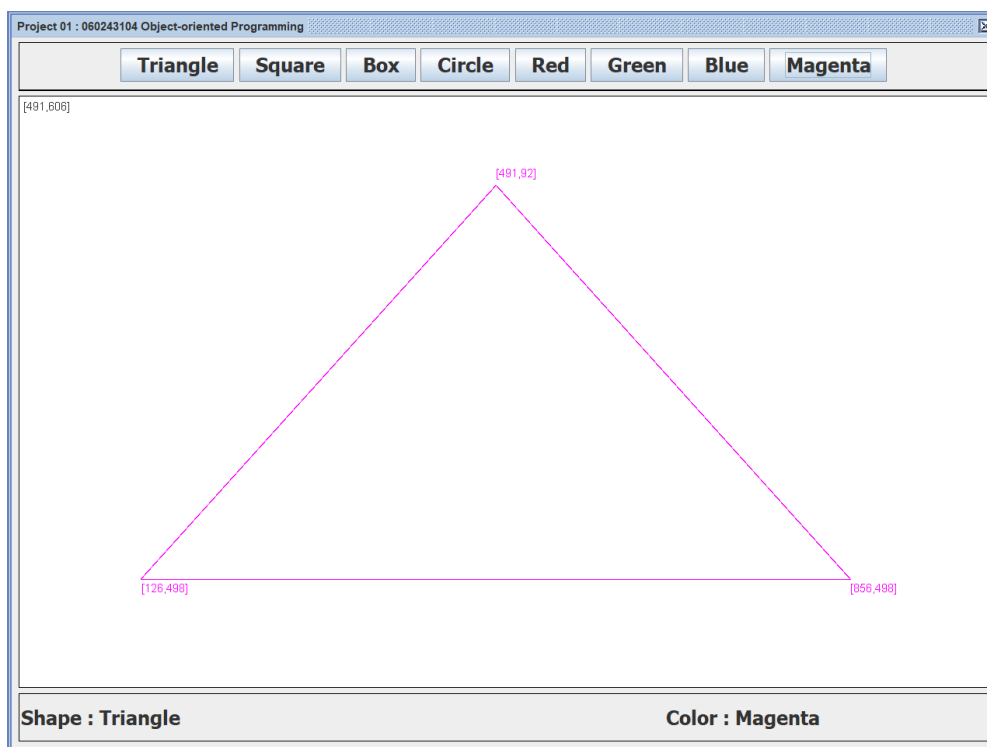 Project 01 : 060243104 Object-oriented Programming
Triangle Square Box Circle Red Green Blue Magenta
[491,606]
[491,92]
[126,498] [856,498]
Shape : Triangle Color : Magenta